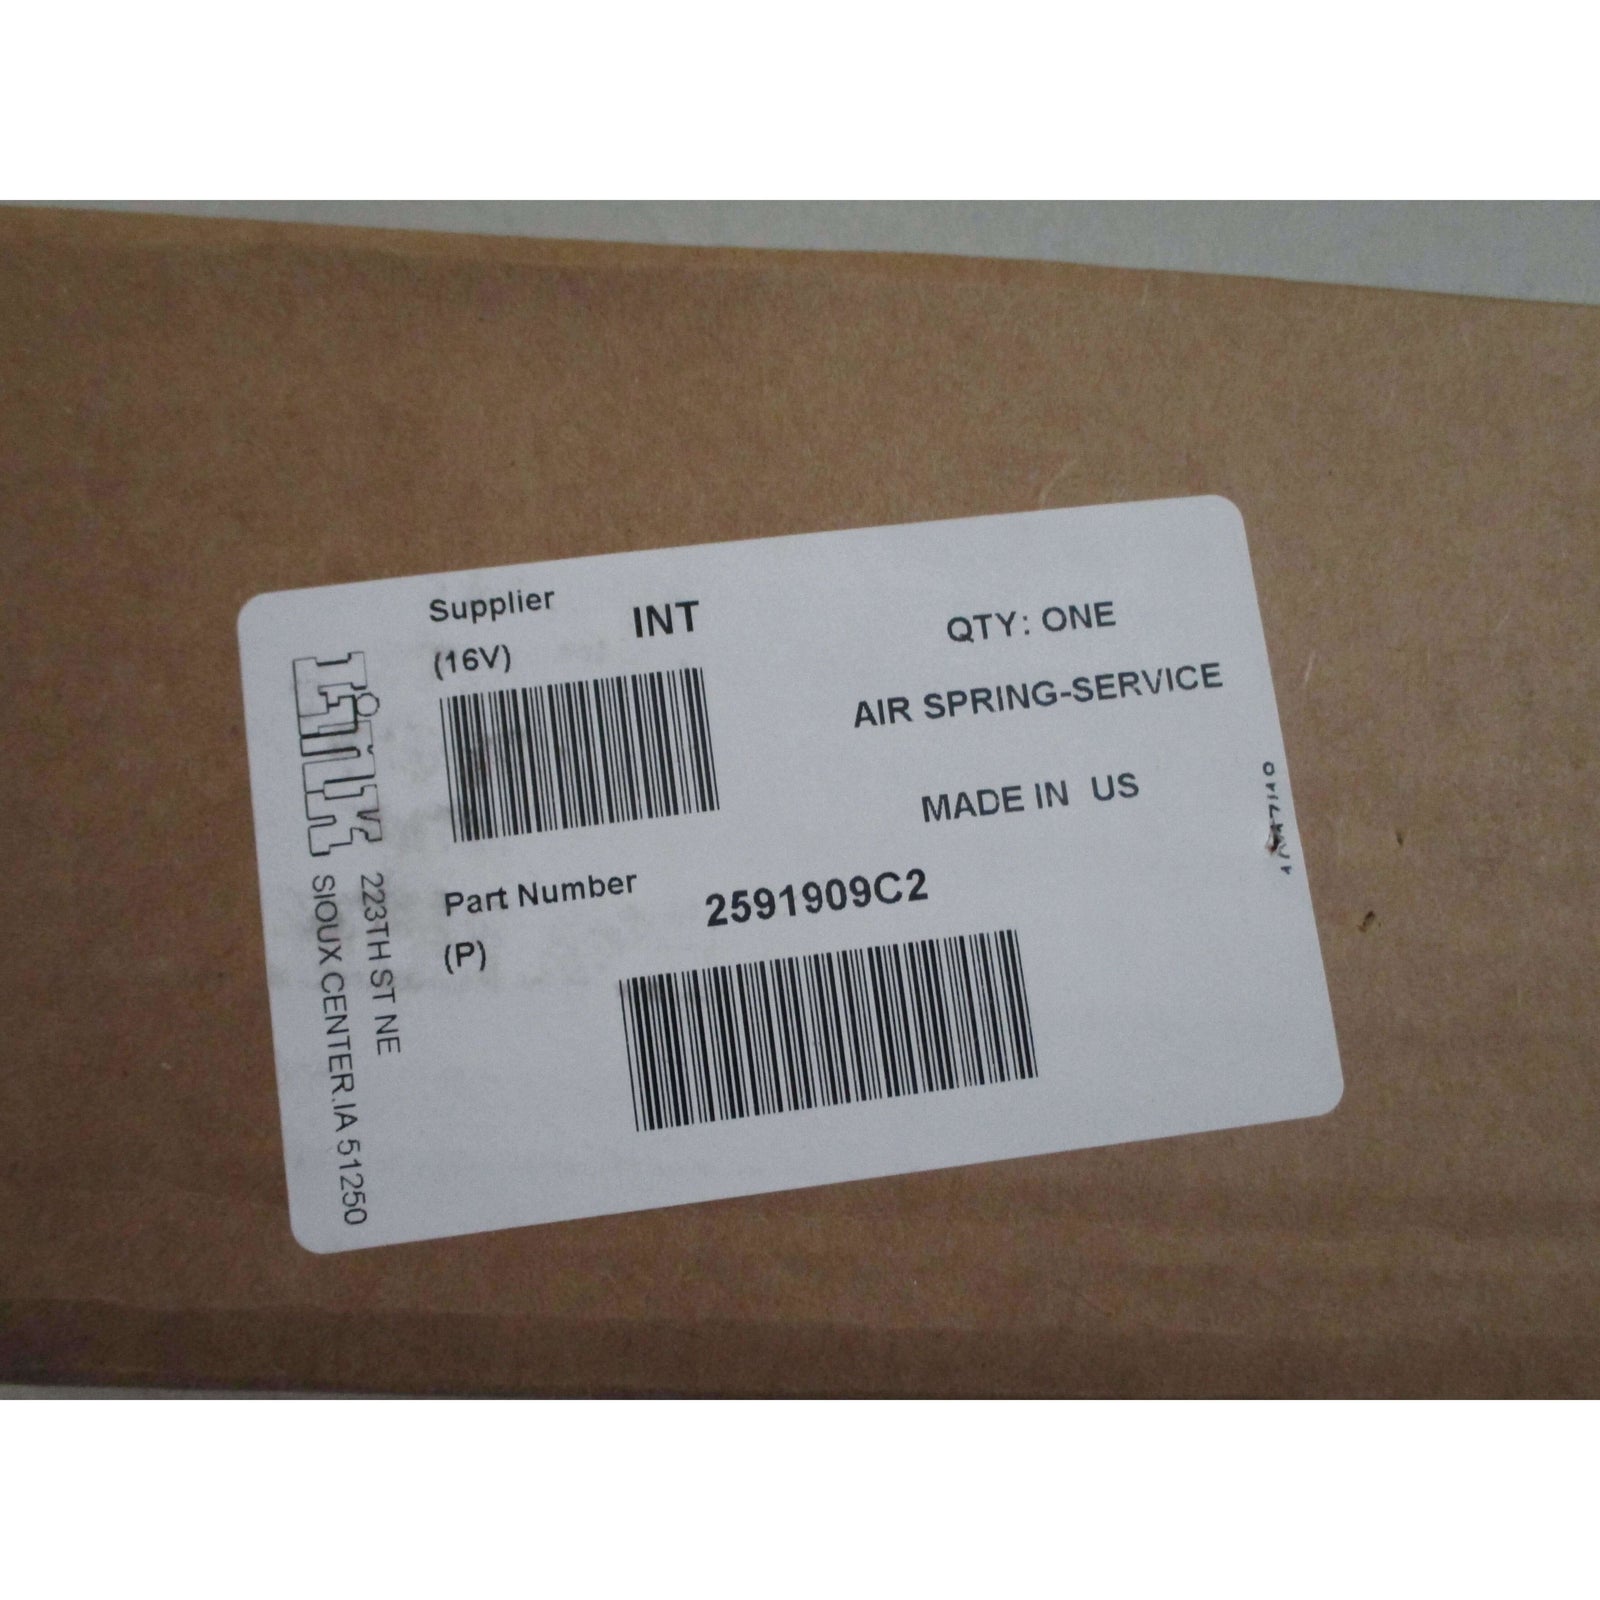 Supplier
INT
(16V)
QTY: ONE
AIR SPRING-SERVICE
MADE IN US
Part Number
2591909C2
(P)
223TH ST NE
SIOUX CENTER.IA 51250